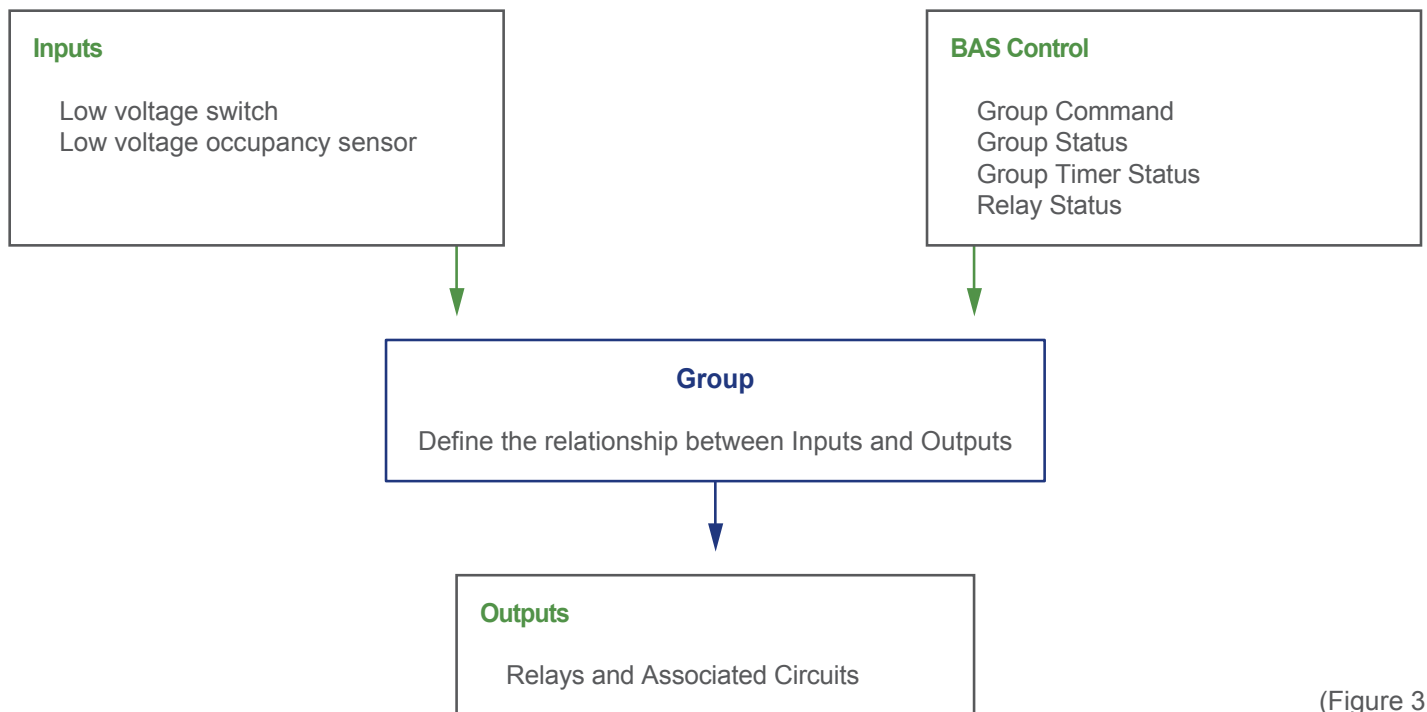 Inputs
Low voltage switch
Low voltage occupancy sensor
BAS Control
Group Command
Group Status
Group Timer Status
Relay Status
Group
Define the relationship between Inputs and Outputs
Outputs
Relays and Associated Circuits
(Figure 3